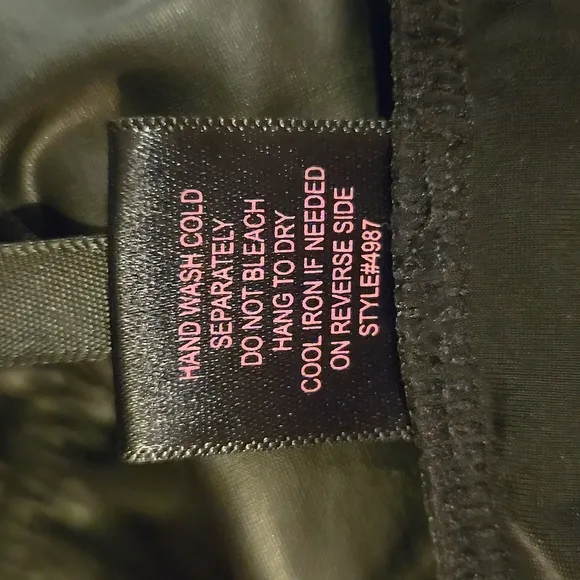 HAND WASH COLD
SEPARATELY
DO NOT BLEACH
HANG TO DRY
COOL IRON IF NEEDED
ON REVERSE SIDE
STYLE#4987